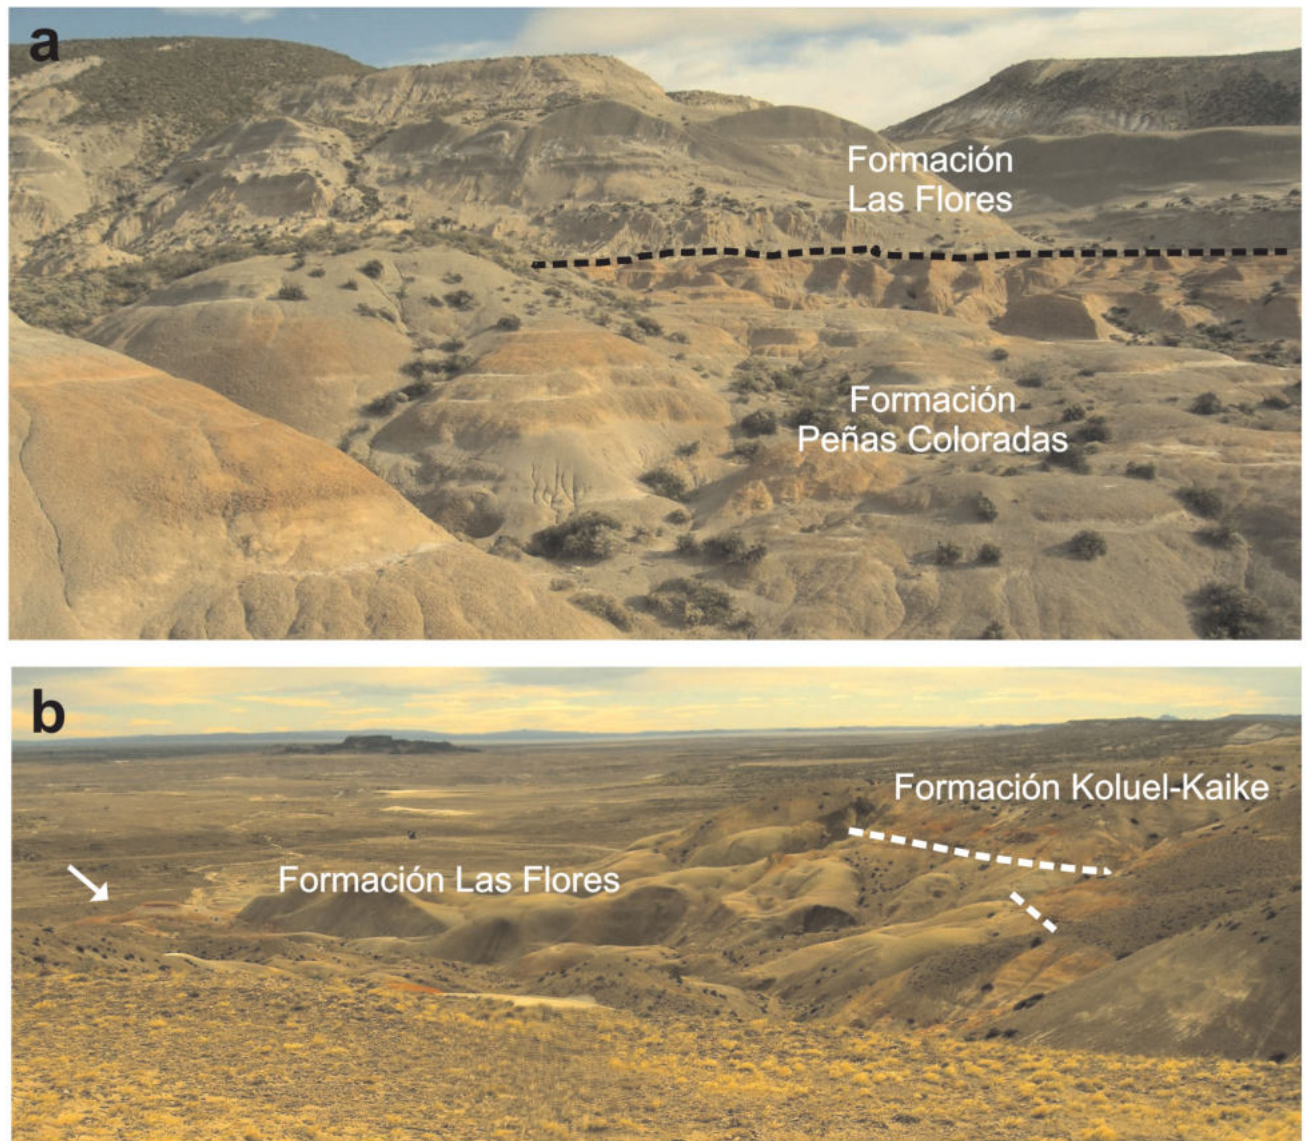 a
Formación
Las Flores
Formación
Peñas Coloradas
b
Formación Koluel-Kaike
Formación Las Flores